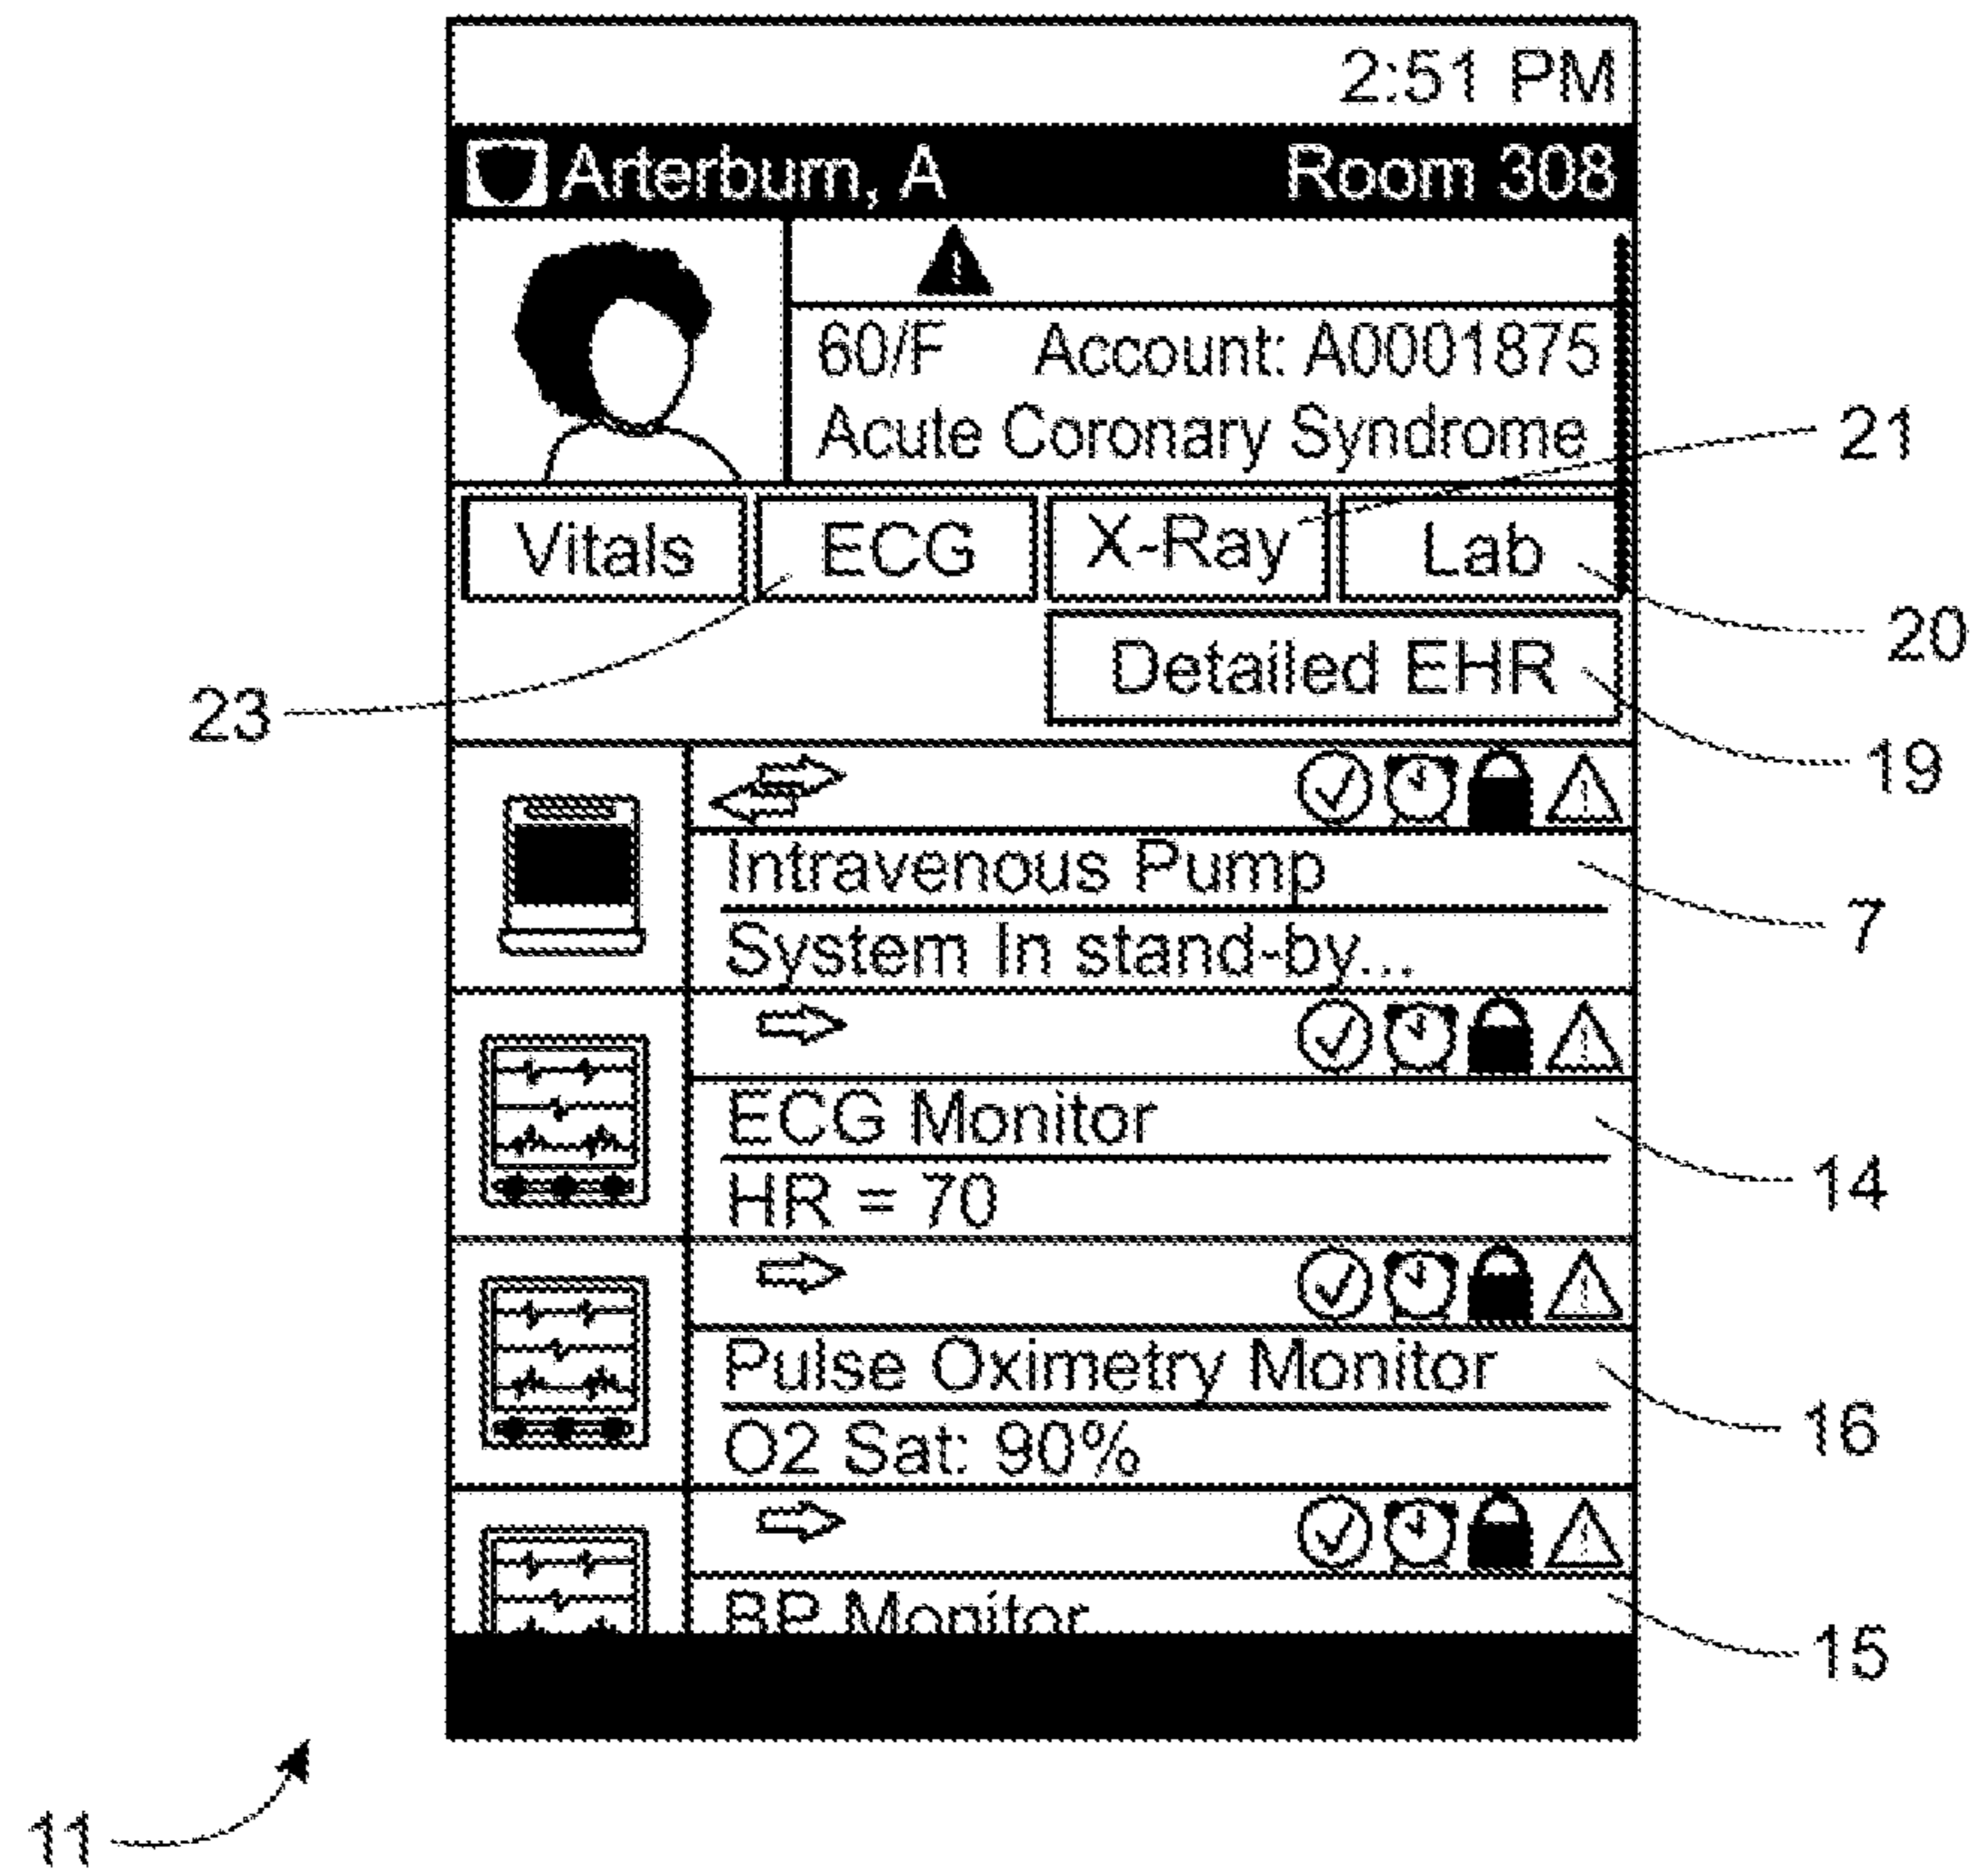 2:51 PM
Arterburn, A Room 308
60/F Account: A0001875
Acute Coronary Syndrome
21
Vitals ECG X-Ray Lab
20
Detailed EHR
23
19
Intravenous Pump
7
System In stand-by...
ECG Monitor
14
HR = 70
Pulse Oximetry Monitor
16
O2 Sat: 90%
BP Monitor
15
11